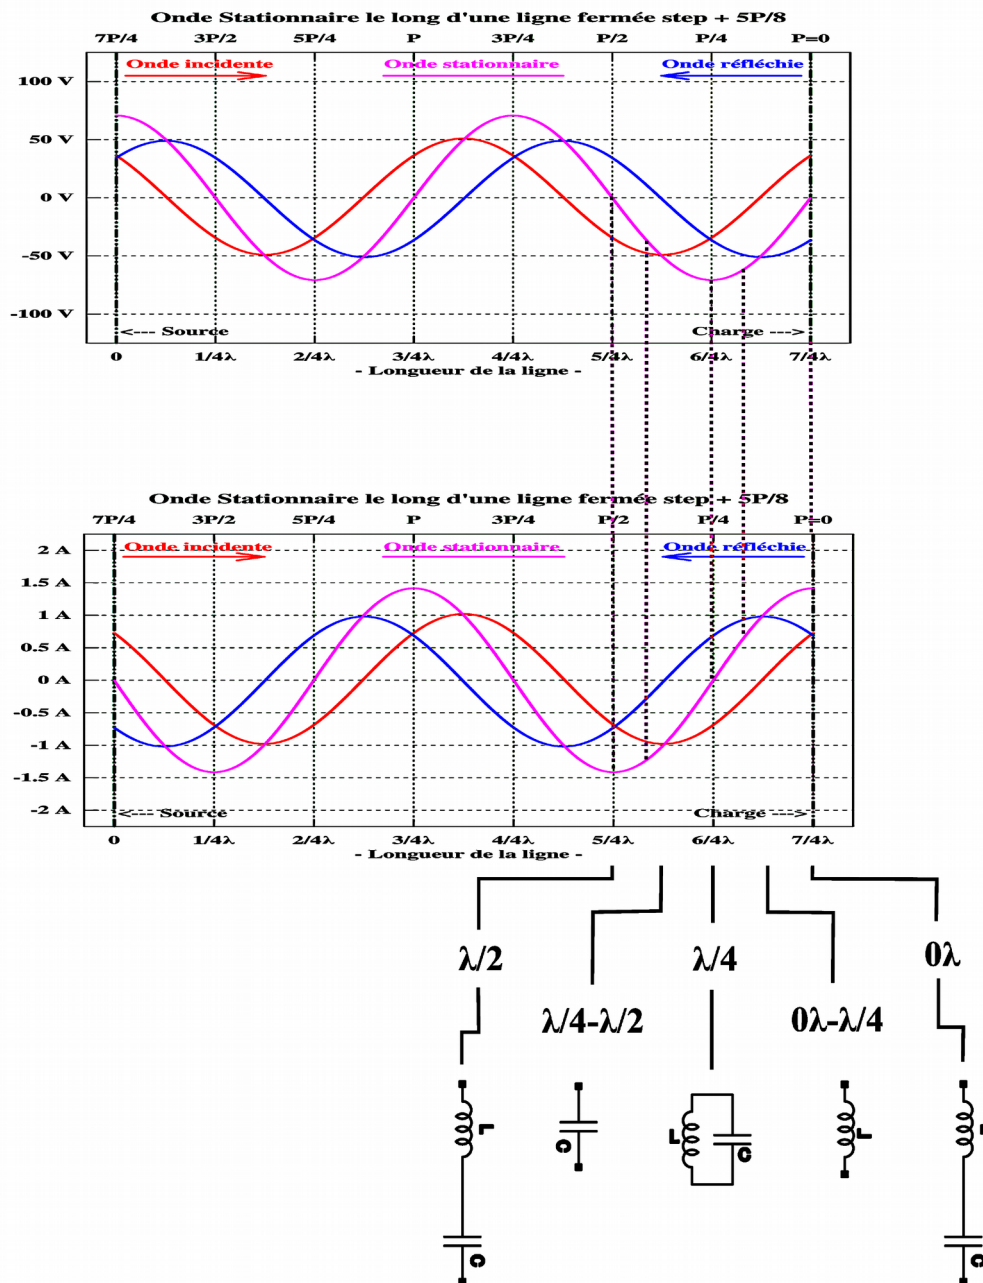 Onde Stationnaire le long d'une ligne fermée step + 5P/8
7P/4 3P/2 5P/4 P 3P/4 P/2 P/4 P=0
Onde incidente Onde stationnaire Onde réfléchie
100 V
50 V
0 V
-50 V
-100 V
<--- Source Charge --->
0 1/4λ 2/4λ 3/4λ 4/4λ 5/4λ 6/4λ 7/4λ
- Longueur de la ligne -
Onde Stationnaire le long d'une ligne fermée step + 5P/8
7P/4 3P/2 5P/4 P 3P/4 P/2 P/4 P=0
Onde incidente Onde stationnaire Onde réfléchie
2 A
1.5 A
1 A
0.5 A
0 A
-0.5 A
-1 A
-1.5 A
-2 A
<--- Source Charge --->
0 1/4λ 2/4λ 3/4λ 4/4λ 5/4λ 6/4λ 7/4λ
- Longueur de la ligne -
λ/2 λ/4 0λ
λ/4-λ/2 0λ-λ/4
L C L C L L
C C